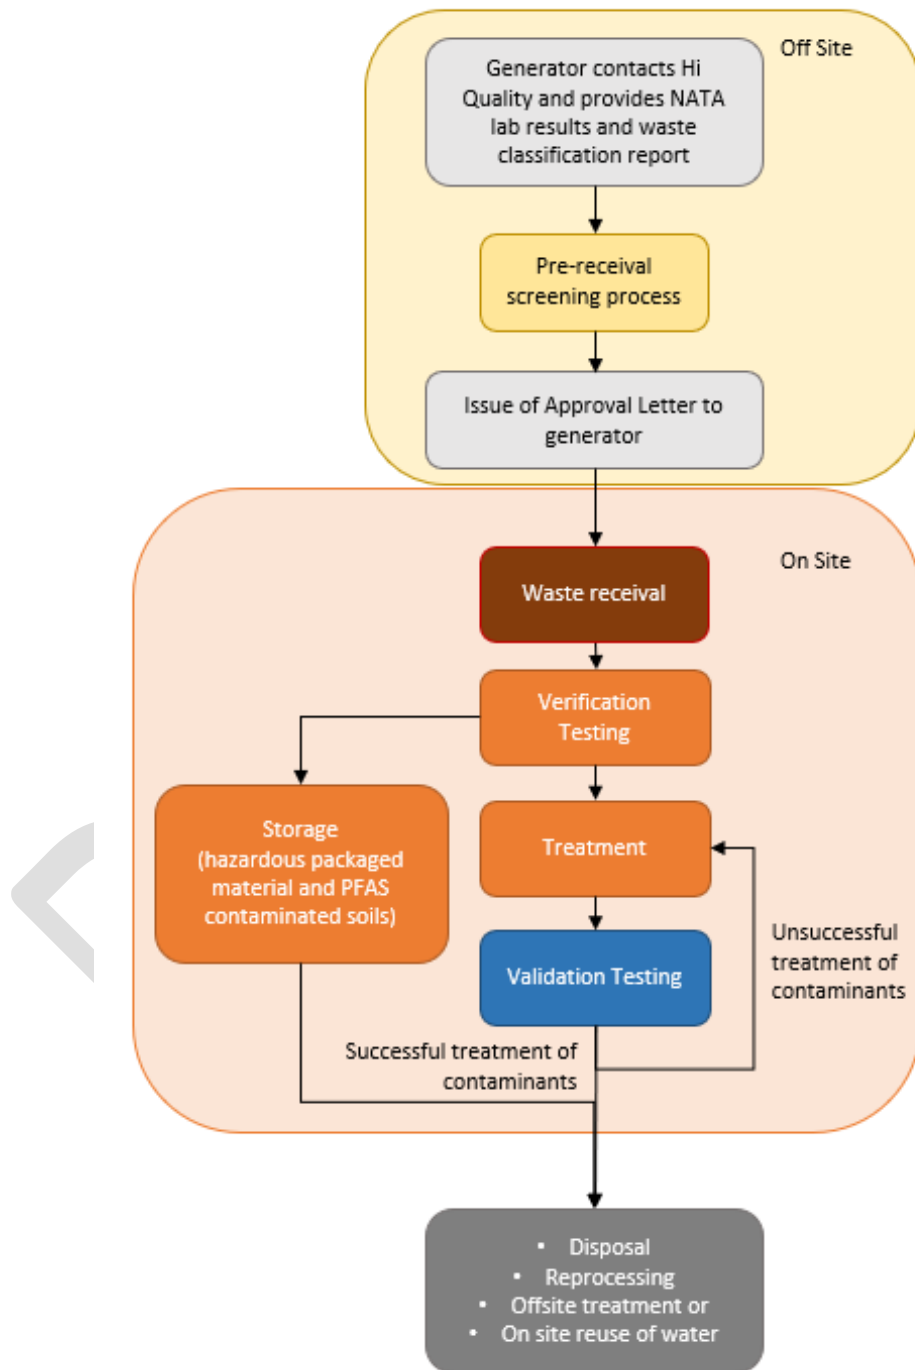 Off Site
Generator contacts Hi
Quality and provides NATA
lab results and waste
classification report
Pre-receival
screening process
Issue of Approval Letter to
generator
On Site
Waste receival
Verification
Testing
Storage
(hazardous packaged
material and PFAS
contaminated soils)
Treatment
Validation Testing
Unsuccessful
treatment of
contaminants
Successful treatment of
contaminants
• Disposal
• Reprocessing
• Offsite treatment or
• On site reuse of water